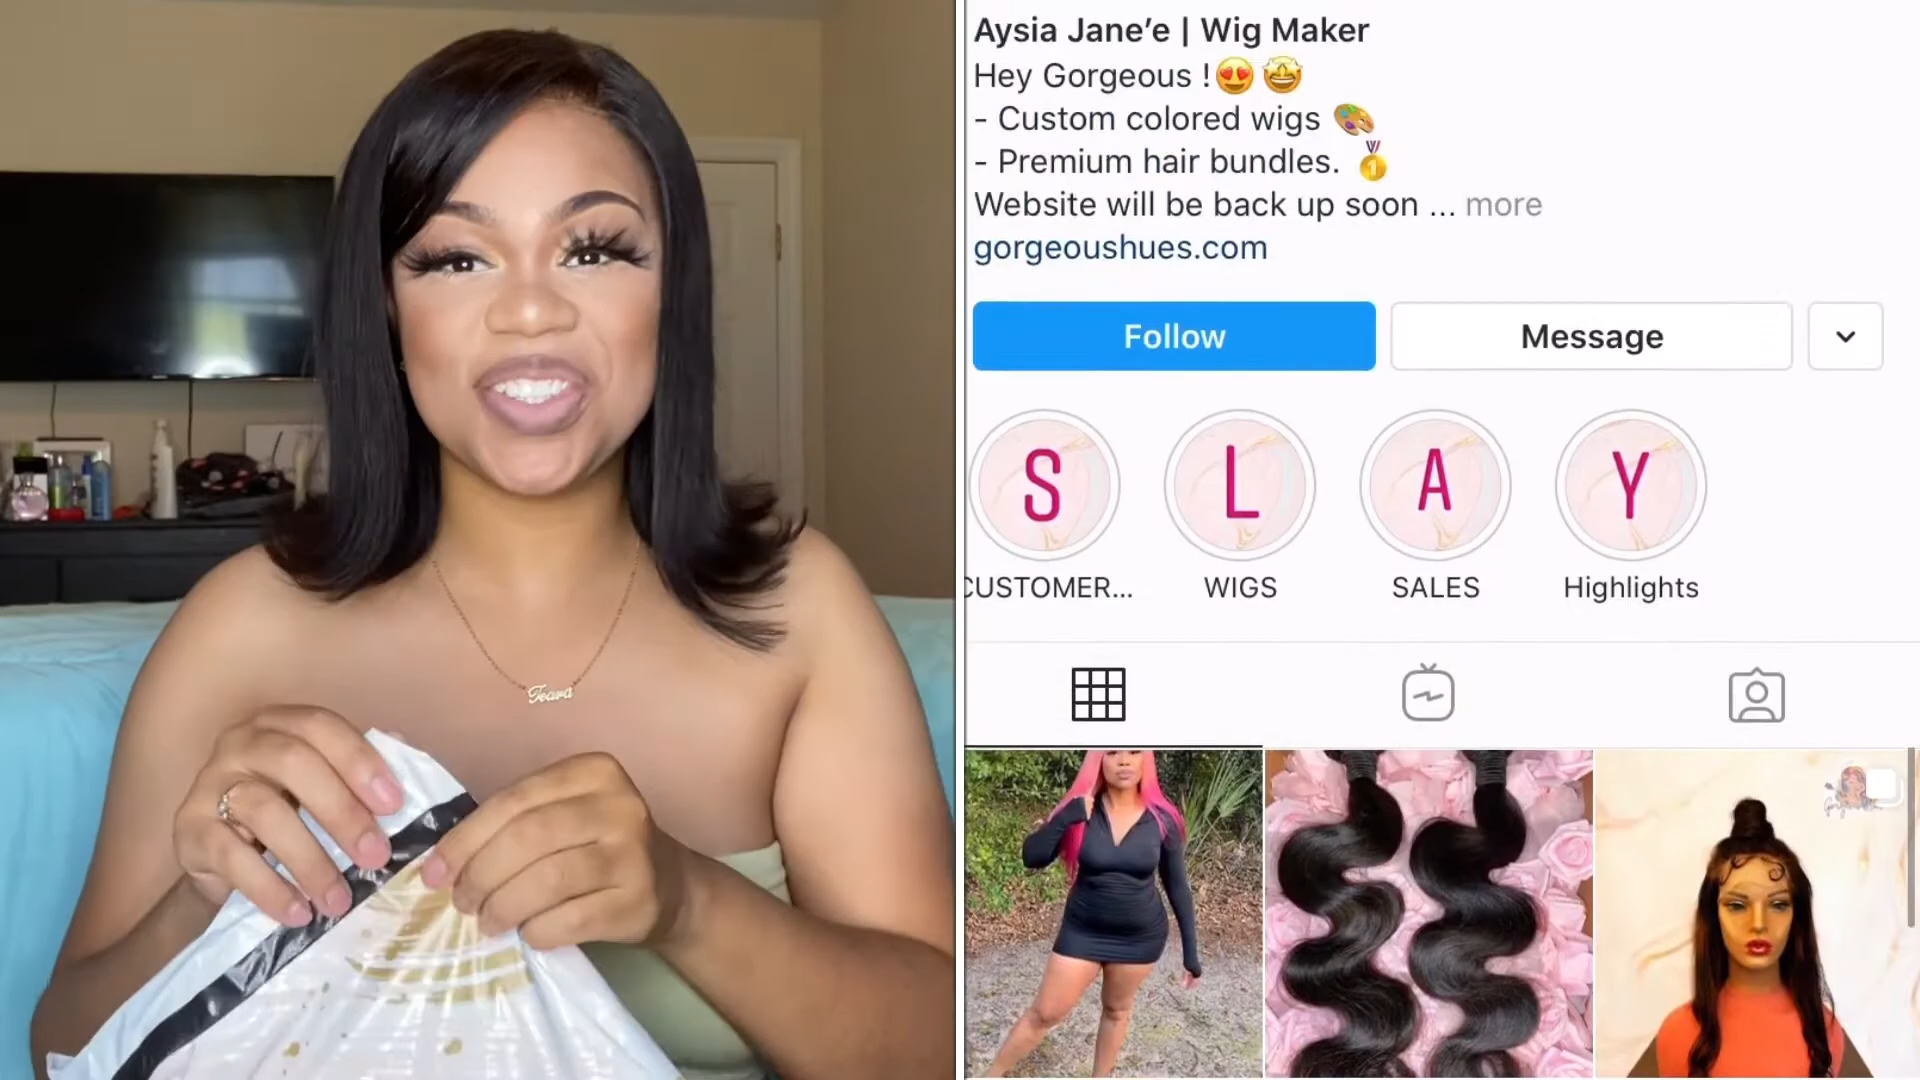 Aysia Jane’e | Wig Maker
Hey Gorgeous !😍🤩
- Custom colored wigs 🎨
- Premium hair bundles. 🏅
Website will be back up soon ... more
gorgeoushues.com
Follow
Message
S
L
A
Y
CUSTOMER...
WIGS
SALES
Highlights